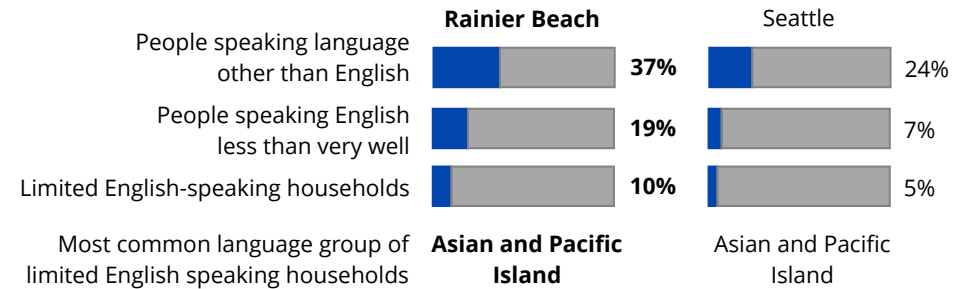 Rainier Beach Seattle
People speaking language
other than English 37% 24%
People speaking English
less than very well 19% 7%
Limited English-speaking households 10% 5%
Most common language group of Asian and Pacific Asian and Pacific
limited English speaking households Island Island